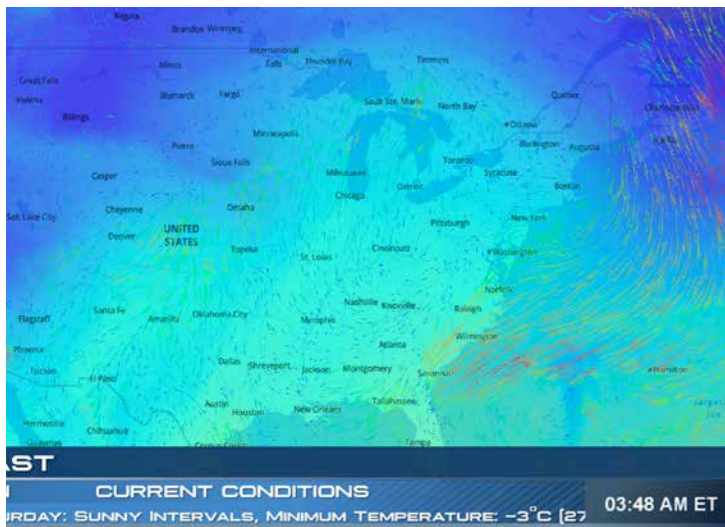 Regina
Brandon Winnipeg
International Falls
Thunder Bay
Timmins
Minot
Great Falls
Helena
Bismarck
Fargo
Sault Ste. Marie
North Bay
Quebec
Charlottetown
Billings
Ottawa
Minneapolis
Burlington
Augusta
Pierre
Toronto
Sioux Falls
Syracuse
Casper
Milwaukee
Detroit
Boston
Chicago
Cheyenne
Omaha
Salt Lake City
New York
Pittsburgh
UNITED STATES
Denver
Topeka
Cincinnati
Washington
St. Louis
Norfolk
Santa Fe
Nashville
Knoxville
Raleigh
Flagstaff
Amarillo
Oklahoma City
Memphis
Wilmington
Atlanta
Phoenix
Dallas
Shreveport
Jackson
Montgomery
Savannah
Hamilton
Tucson
El Paso
Tallahassee
Austin
Houston
New Orleans
Hermosillo
Chihuahua
Guaymas
Tampa
AST
CURRENT CONDITIONS
URDAY: SUNNY INTERVALS, MINIMUM TEMPERATURE: -3°C (27
03:48 AM ET